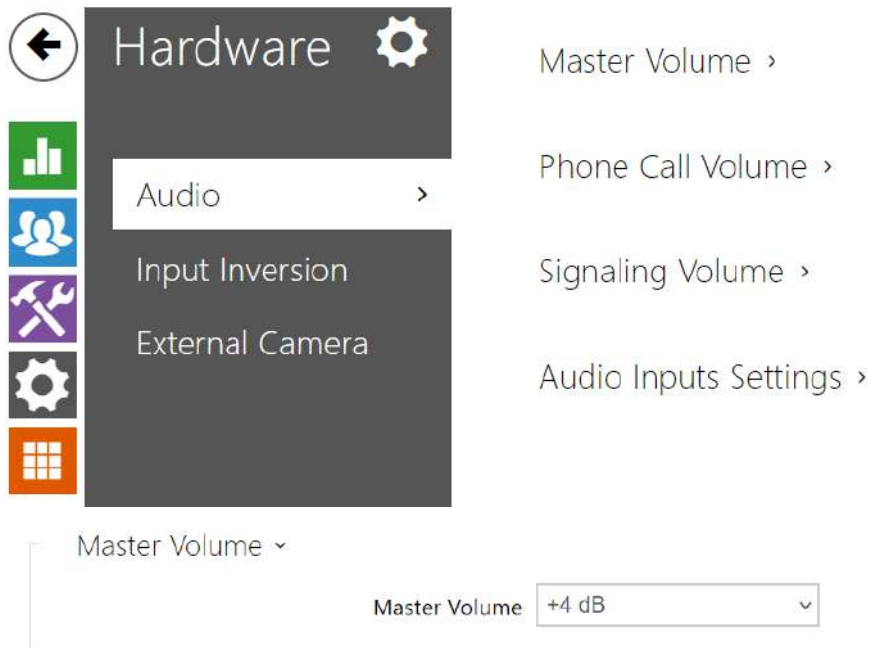 Hardware
Audio
Input Inversion
External Camera
Master Volume
Phone Call Volume
Signaling Volume
Audio Inputs Settings
Master Volume
Master Volume +4 dB